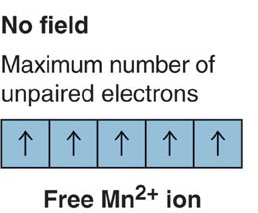 No field
Maximum number of
unpaired electrons
Free Mn²⁺ ion